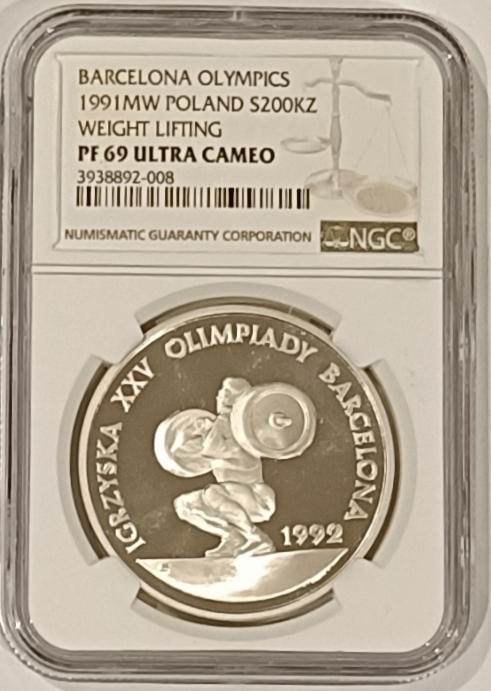 BARCELONA OLYMPICS
1991MW POLAND S200KZ
WEIGHT LIFTING
PF 69 ULTRA CAMEO
3938892-008
NUMISMATIC GUARANTY CORPORATION NGC®
IGRZYSKA XXV OLIMPIADY BARCELONA
1992